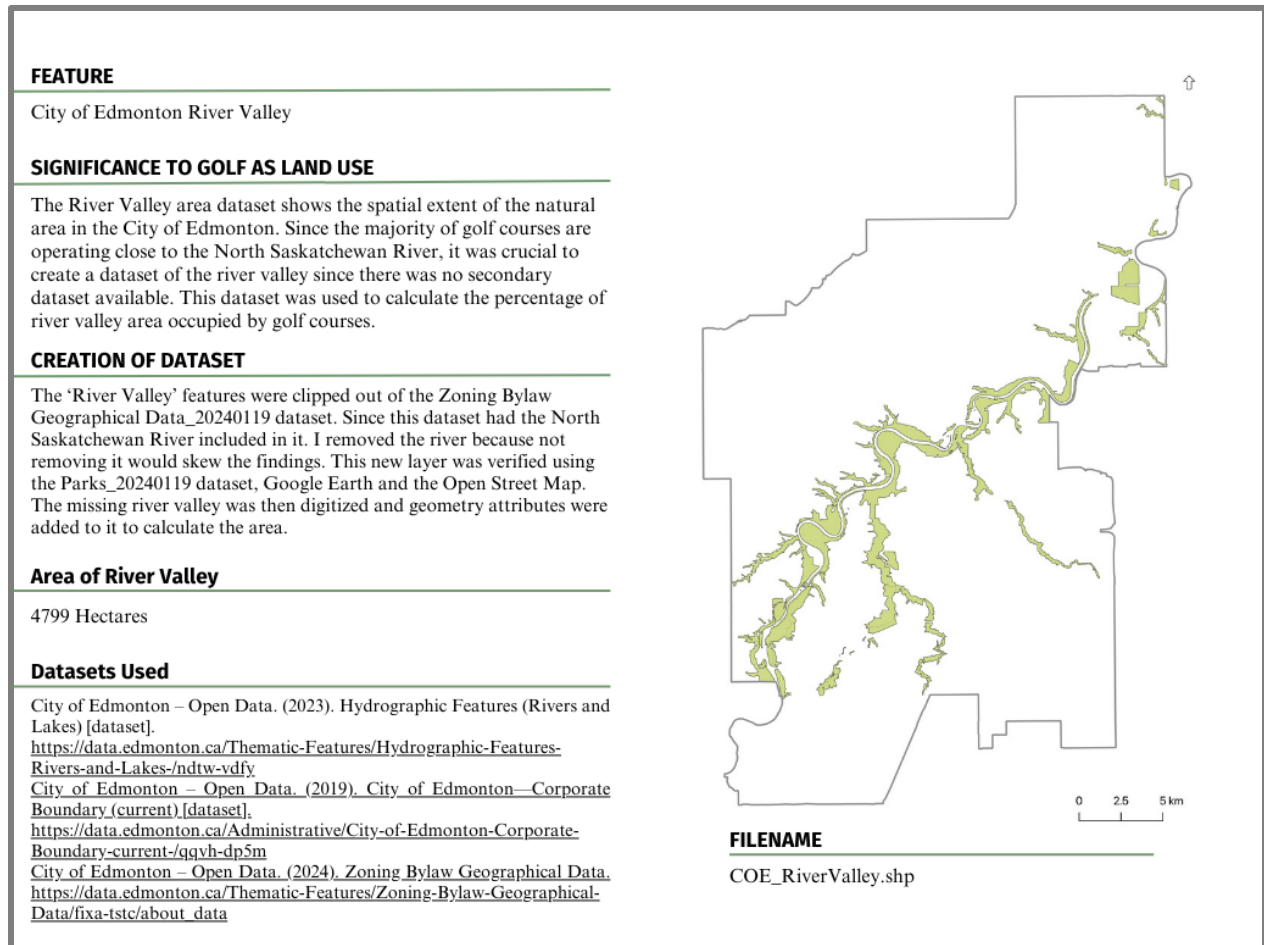 FEATURE
City of Edmonton River Valley
SIGNIFICANCE TO GOLF AS LAND USE
The River Valley area dataset shows the spatial extent of the natural
area in the City of Edmonton. Since the majority of golf courses are
operating close to the North Saskatchewan River, it was crucial to
create a dataset of the river valley since there was no secondary
dataset available. This dataset was used to calculate the percentage of
river valley area occupied by golf courses.
CREATION OF DATASET
The ‘River Valley’ features were clipped out of the Zoning Bylaw
Geographical Data_20240119 dataset. Since this dataset had the North
Saskatchewan River included in it. I removed the river because not
removing it would skew the findings. This new layer was verified using
the Parks_20240119 dataset, Google Earth and the Open Street Map.
The missing river valley was then digitized and geometry attributes were
added to it to calculate the area.
Area of River Valley
4799 Hectares
Datasets Used
City of Edmonton – Open Data. (2023). Hydrographic Features (Rivers and
Lakes) [dataset].
https://data.edmonton.ca/Thematic-Features/Hydrographic-Features-
Rivers-and-Lakes-/ndtw-vdfy
City of Edmonton – Open Data. (2019). City of Edmonton—Corporate
Boundary (current) [dataset].
https://data.edmonton.ca/Administrative/City-of-Edmonton-Corporate-
Boundary-current-/qqvh-dp5m
City of Edmonton – Open Data. (2024). Zoning Bylaw Geographical Data.
https://data.edmonton.ca/Thematic-Features/Zoning-Bylaw-Geographical-
Data/fixa-tstc/about_data
0 2.5 5 km
FILENAME
COE_RiverValley.shp